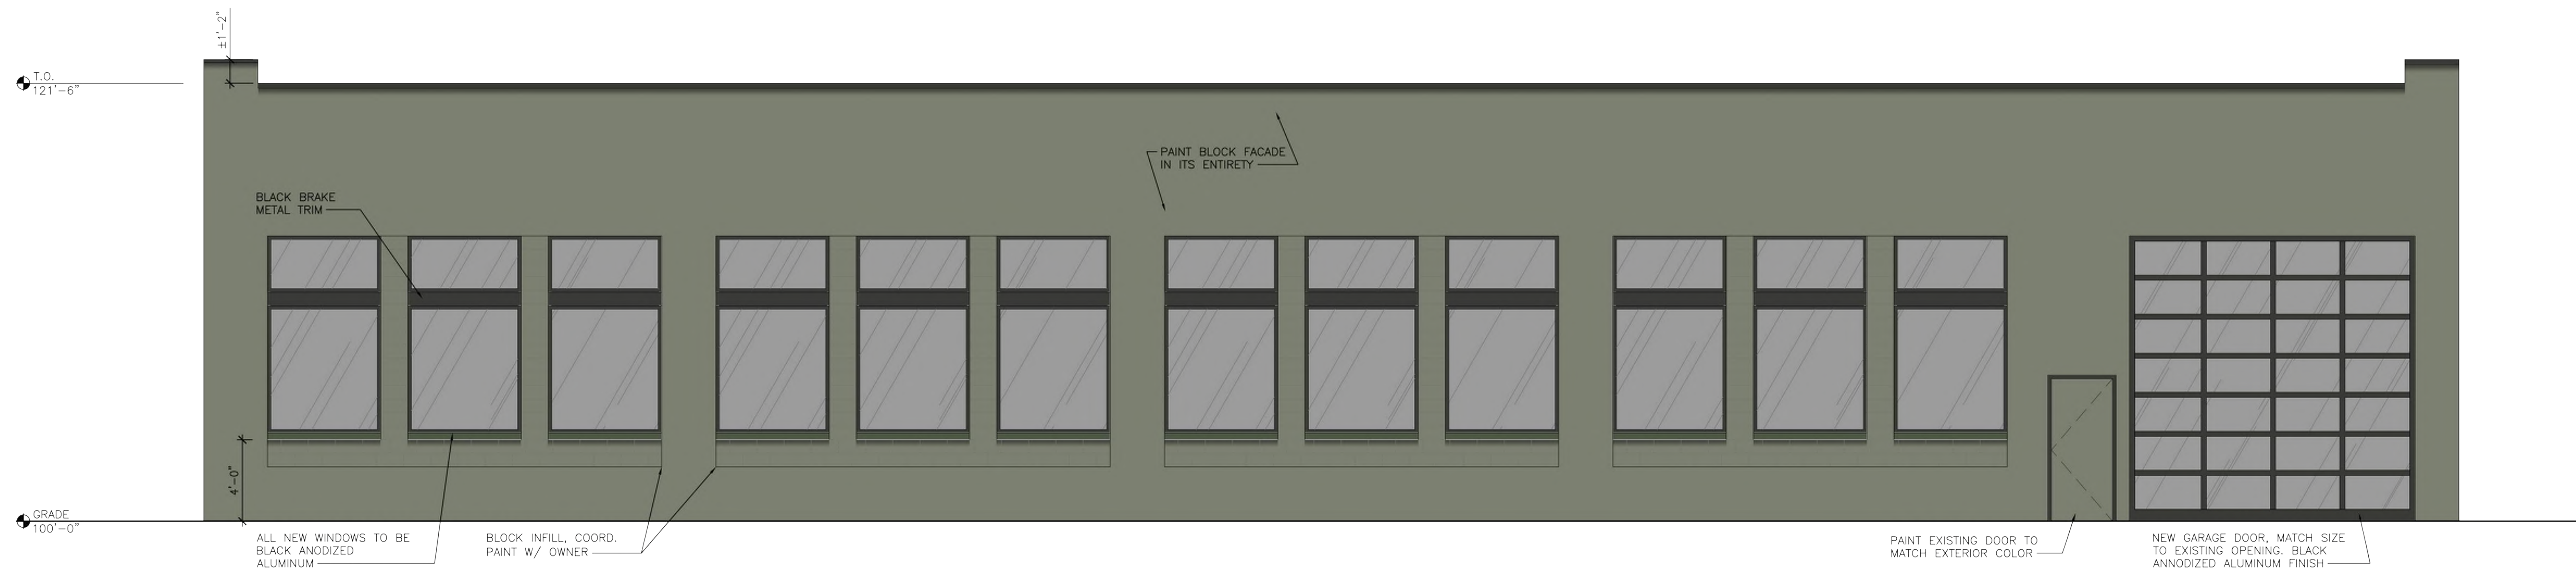 ±1'-2"
T.O.
121'-6"
PAINT BLOCK FACADE
IN ITS ENTIRETY
BLACK BRAKE
METAL TRIM
4'-0"
GRADE
100'-0"
ALL NEW WINDOWS TO BE
BLACK ANODIZED
ALUMINUM
BLOCK INFILL, COORD.
PAINT W/ OWNER
PAINT EXISTING DOOR TO
MATCH EXTERIOR COLOR
NEW GARAGE DOOR, MATCH SIZE
TO EXISTING OPENING. BLACK
ANNODIZED ALUMINUM FINISH